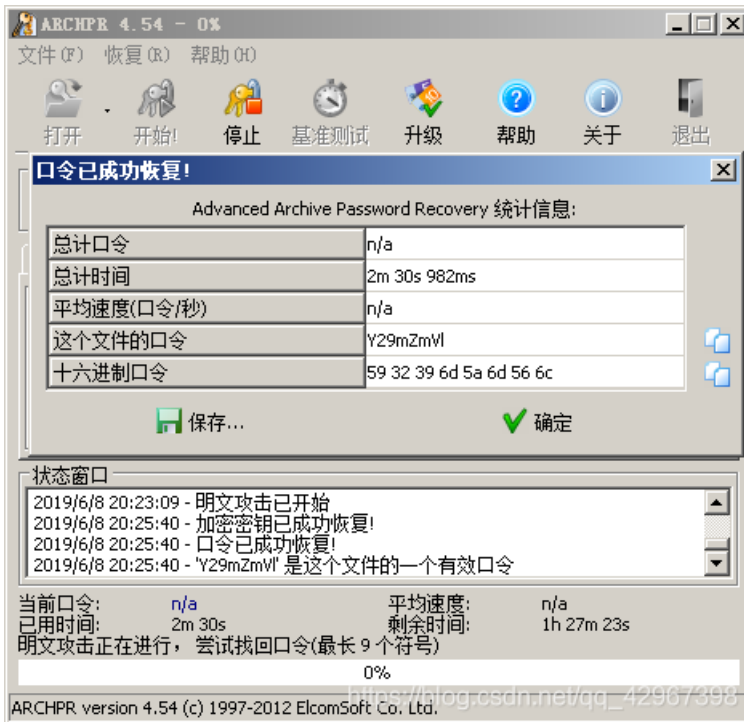 ARCHPR 4.54 - 0%
文件(F) 恢复(R) 帮助(H)
打开 开始! 停止 基准测试 升级 帮助 关于 退出
口令已成功恢复!
Advanced Archive Password Recovery 统计信息:
总计口令 n/a
总计时间 2m 30s 982ms
平均速度(口令/秒) n/a
这个文件的口令 Y29mZmVl
十六进制口令 59 32 39 6d 5a 6d 56 6c
保存... 确定
状态窗口
2019/6/8 20:23:09 - 明文攻击已开始
2019/6/8 20:25:40 - 加密密钥已成功恢复!
2019/6/8 20:25:40 - 口令已成功恢复!
2019/6/8 20:25:40 - 'Y29mZmVl' 是这个文件的一个有效口令
当前口令: n/a 平均速度: n/a
已用时间: 2m 30s 剩余时间: 1h 27m 23s
明文攻击正在进行，尝试找回口令(最长 9 个符号)
0%
https://blog.csdn.net/qq_42967398
ARCHPR version 4.54 (c) 1997-2012 ElcomSoft Co. Ltd.